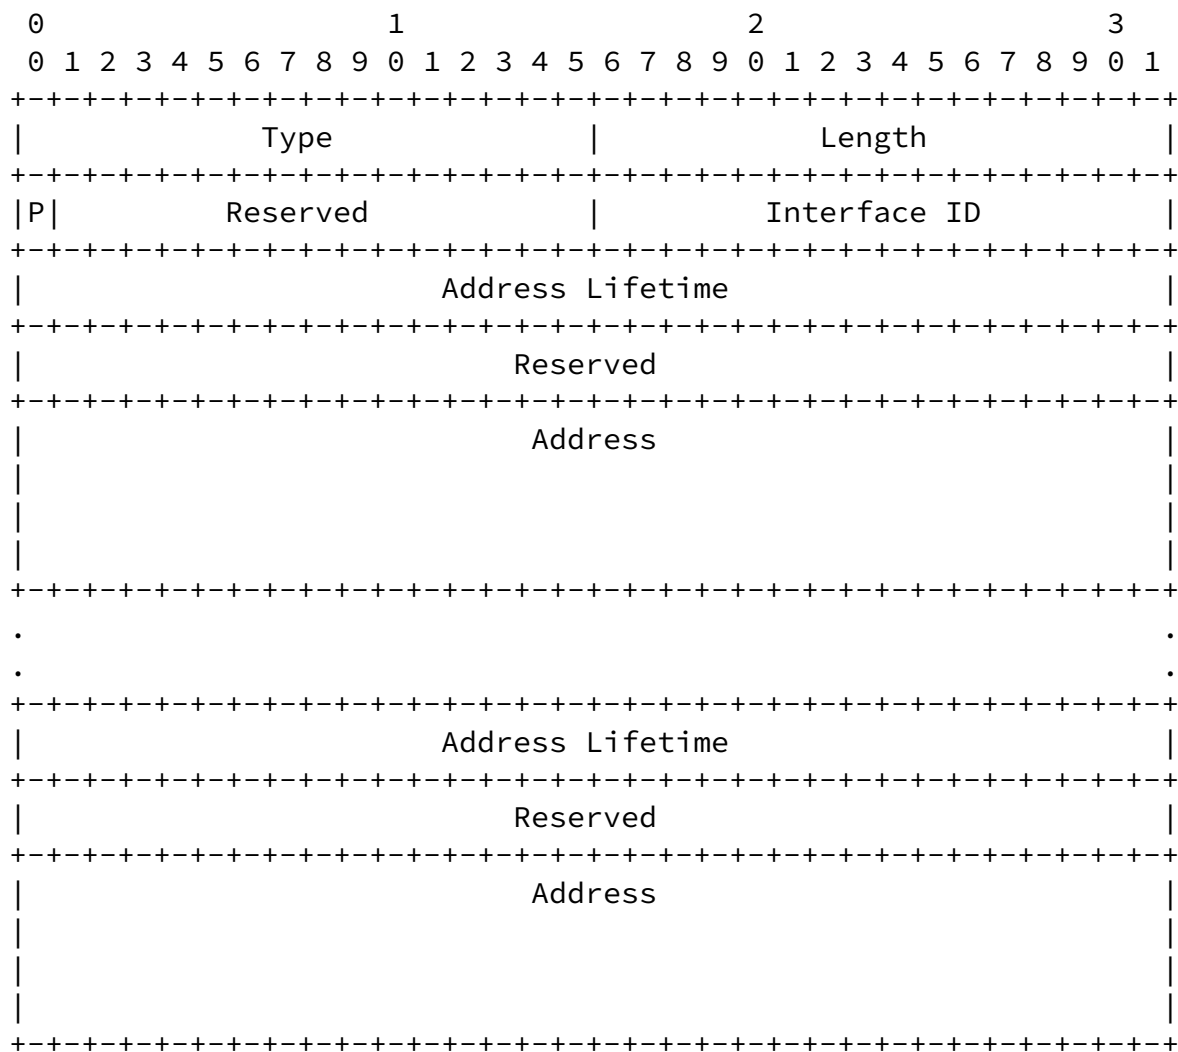 0                   1                   2                   3
 0 1 2 3 4 5 6 7 8 9 0 1 2 3 4 5 6 7 8 9 0 1 2 3 4 5 6 7 8 9 0 1
+-+-+-+-+-+-+-+-+-+-+-+-+-+-+-+-+-+-+-+-+-+-+-+-+-+-+-+-+-+-+-+-+
|             Type              |            Length             |
+-+-+-+-+-+-+-+-+-+-+-+-+-+-+-+-+-+-+-+-+-+-+-+-+-+-+-+-+-+-+-+-+
|P|         Reserved            |         Interface ID          |
+-+-+-+-+-+-+-+-+-+-+-+-+-+-+-+-+-+-+-+-+-+-+-+-+-+-+-+-+-+-+-+-+
|                       Address Lifetime                        |
+-+-+-+-+-+-+-+-+-+-+-+-+-+-+-+-+-+-+-+-+-+-+-+-+-+-+-+-+-+-+-+-+
|                           Reserved                            |
+-+-+-+-+-+-+-+-+-+-+-+-+-+-+-+-+-+-+-+-+-+-+-+-+-+-+-+-+-+-+-+-+
|                            Address                            |
|                                                               |
|                                                               |
|                                                               |
+-+-+-+-+-+-+-+-+-+-+-+-+-+-+-+-+-+-+-+-+-+-+-+-+-+-+-+-+-+-+-+-+
.                                                               .
.                                                               .
+-+-+-+-+-+-+-+-+-+-+-+-+-+-+-+-+-+-+-+-+-+-+-+-+-+-+-+-+-+-+-+-+
|                       Address Lifetime                        |
+-+-+-+-+-+-+-+-+-+-+-+-+-+-+-+-+-+-+-+-+-+-+-+-+-+-+-+-+-+-+-+-+
|                           Reserved                            |
+-+-+-+-+-+-+-+-+-+-+-+-+-+-+-+-+-+-+-+-+-+-+-+-+-+-+-+-+-+-+-+-+
|                            Address                            |
|                                                               |
|                                                               |
|                                                               |
+-+-+-+-+-+-+-+-+-+-+-+-+-+-+-+-+-+-+-+-+-+-+-+-+-+-+-+-+-+-+-+-+